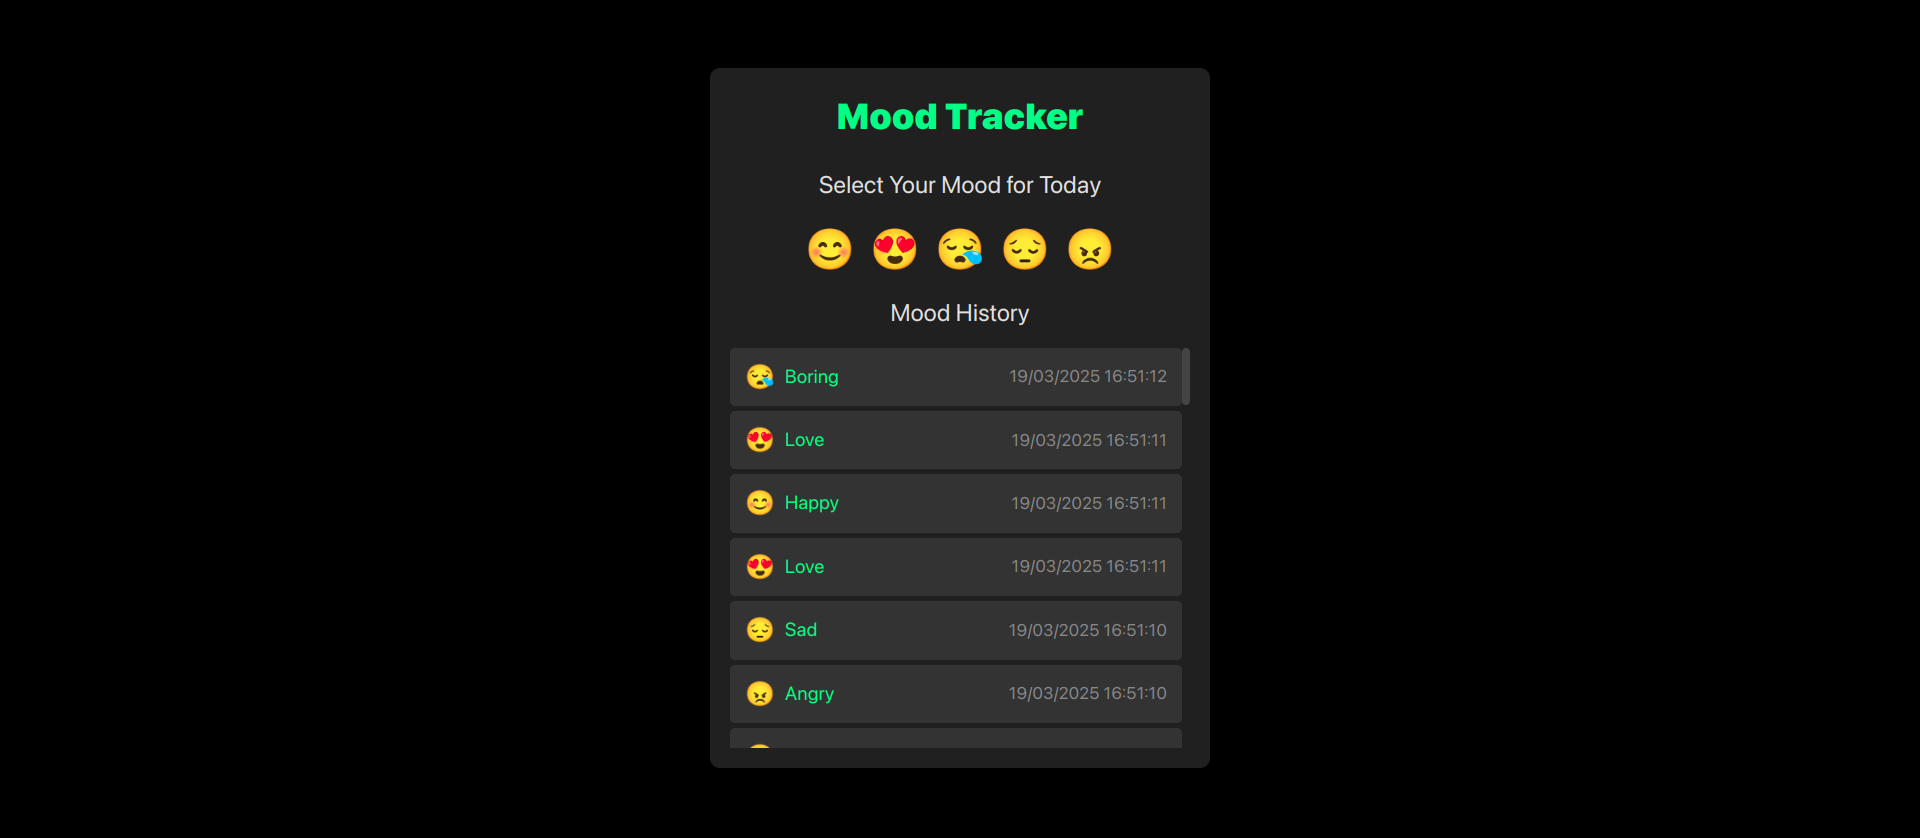 Mood Tracker
Select Your Mood for Today
😊 😍 😪 😔 😠
Mood History
😪 Boring 19/03/2025 16:51:12
😍 Love 19/03/2025 16:51:11
😊 Happy 19/03/2025 16:51:11
😍 Love 19/03/2025 16:51:11
😔 Sad 19/03/2025 16:51:10
😠 Angry 19/03/2025 16:51:10